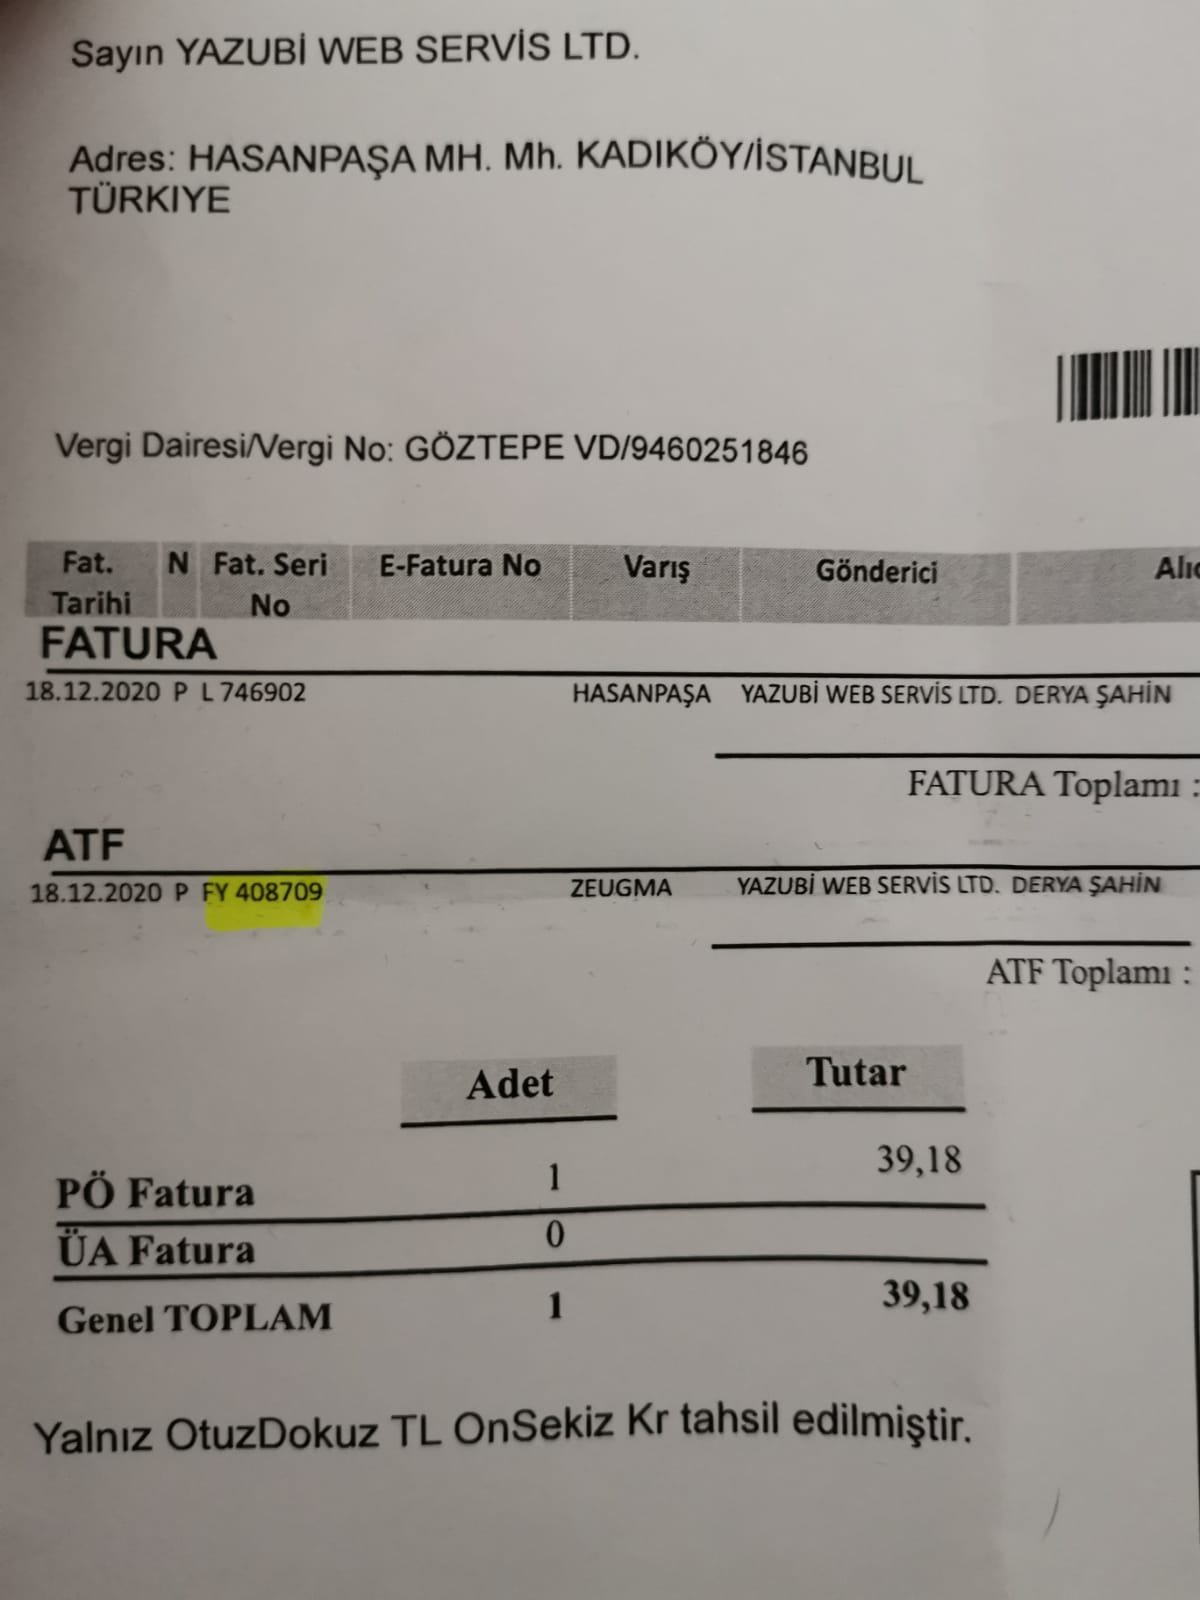 Sayın YAZUBİ WEB SERVİS LTD.
Adres: HASANPAŞA MH. Mh. KADIKÖY/İSTANBUL
TÜRKIYE
Vergi Dairesi/Vergi No: GÖZTEPE VD/9460251846
Fat. Tarihi N Fat. Seri No E-Fatura No Varış Gönderici
FATURA
18.12.2020 P L 746902 HASANPAŞA YAZUBİ WEB SERVİS LTD. DERYA ŞAHİN
FATURA Toplamı :
ATF
18.12.2020 P FY 408709 ZEUGMA YAZUBİ WEB SERVİS LTD. DERYA ŞAHİN
ATF Toplamı :
Adet Tutar
PÖ Fatura 1 39,18
ÜA Fatura 0
Genel TOPLAM 1 39,18
Yalnız OtuzDokuz TL OnSekiz Kr tahsil edilmiştir.